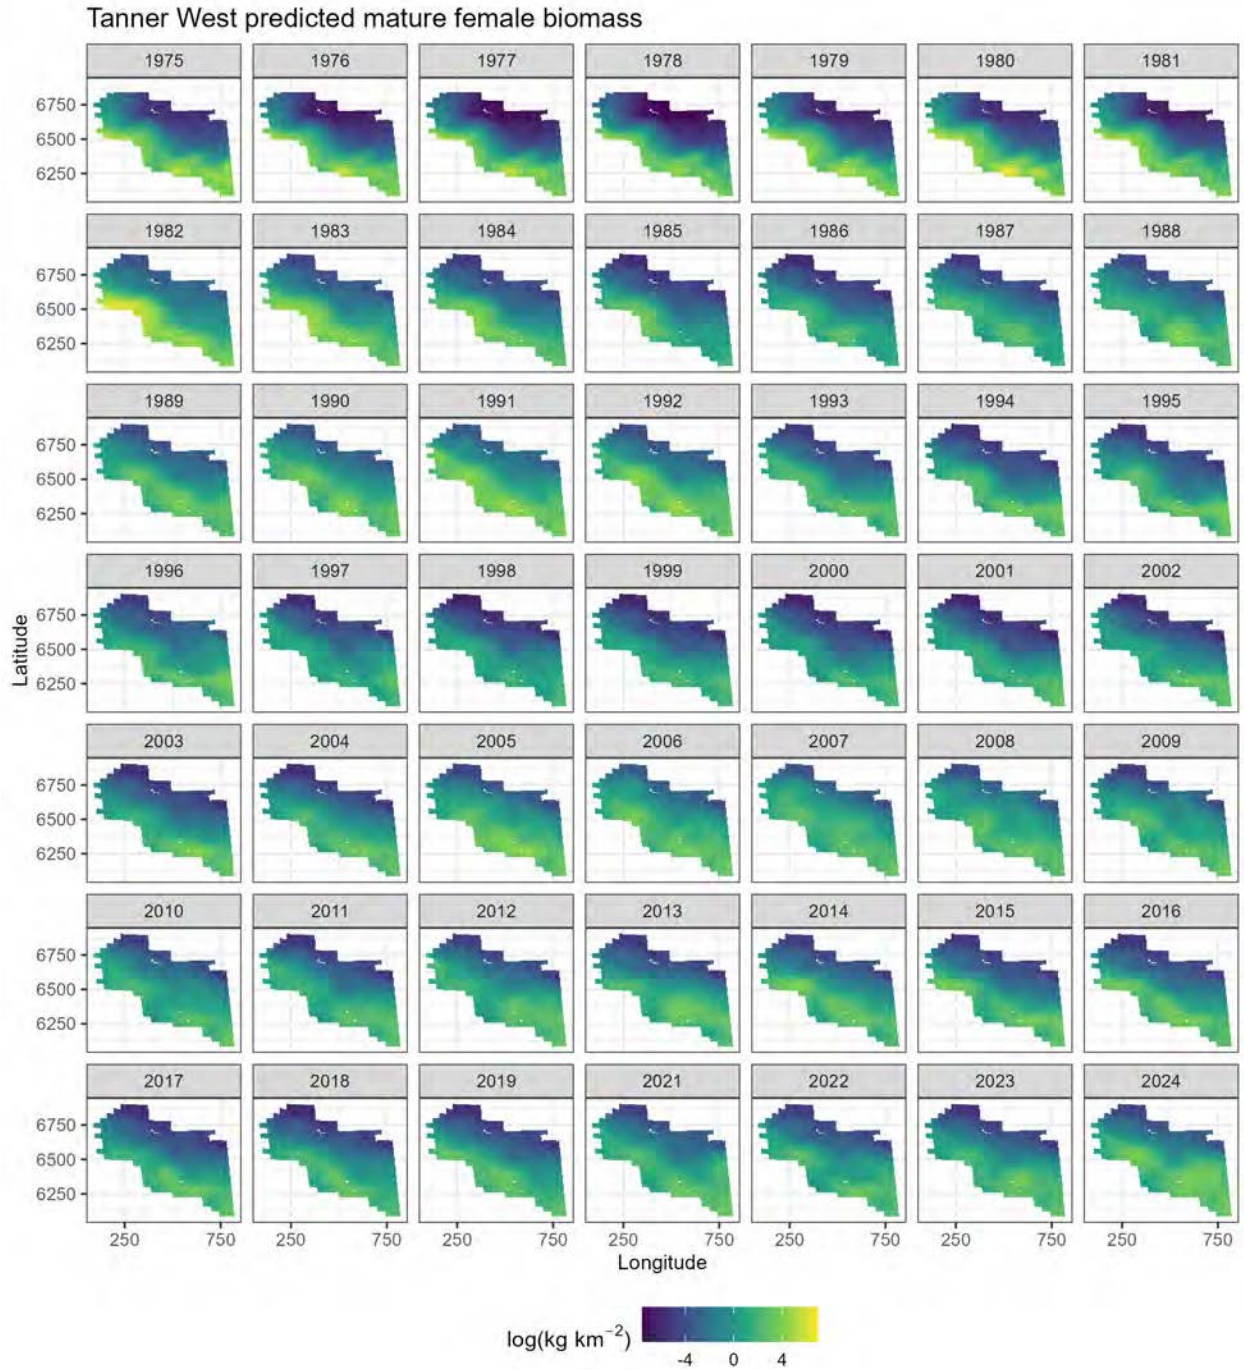 Tanner West predicted mature female biomass
1975 1976 1977 1978 1979 1980 1981
6750
6500
6250
1982 1983 1984 1985 1986 1987 1988
6750
6500
6250
1989 1990 1991 1992 1993 1994 1995
6750
6500
6250
1996 1997 1998 1999 2000 2001 2002
6750
6500
6250
Latitude
2003 2004 2005 2006 2007 2008 2009
6750
6500
6250
2010 2011 2012 2013 2014 2015 2016
6750
6500
6250
2017 2018 2019 2021 2022 2023 2024
6750
6500
6250
250 750 250 750 250 750 250 750 250 750 250 750 250 750
Longitude
log(kg km⁻²)
-4 0 4